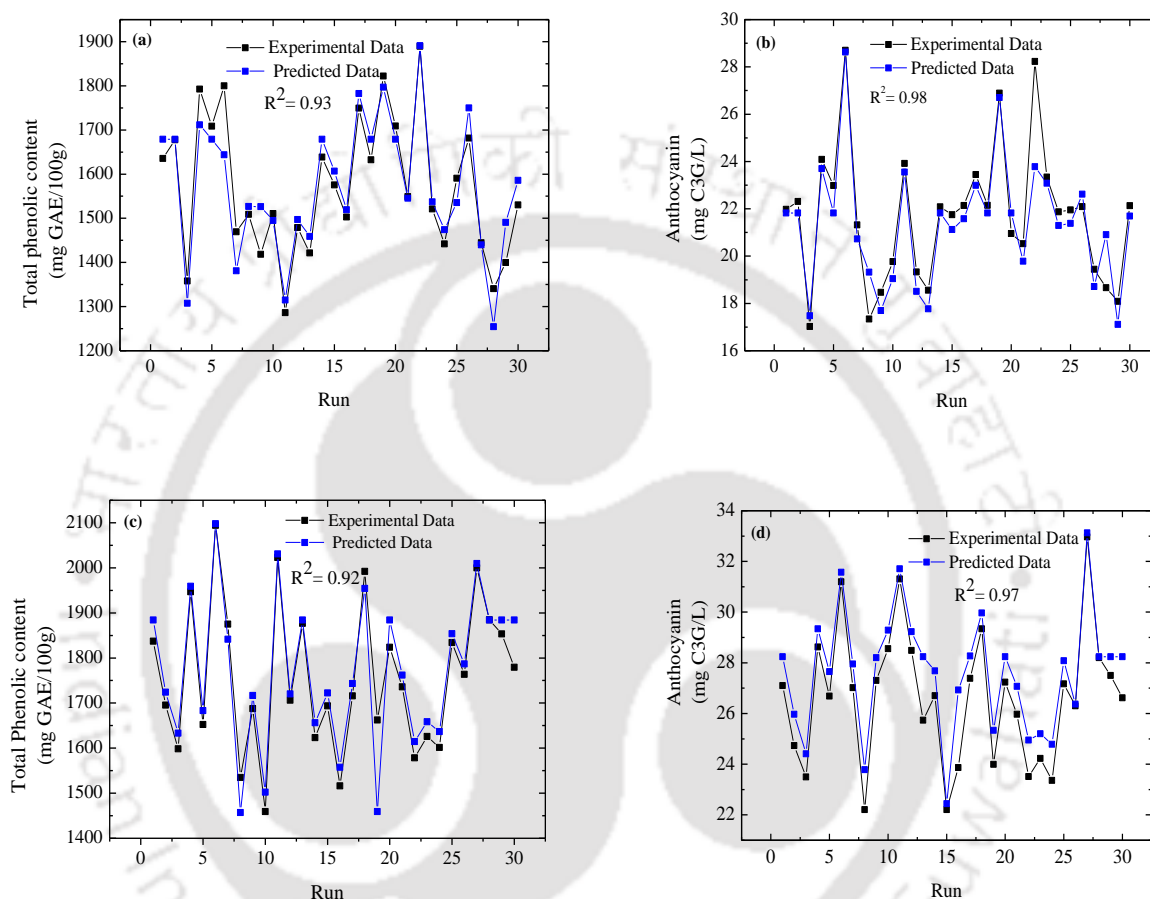 (a)
Experimental Data
Predicted Data
R²= 0.93
Total phenolic content
(mg GAE/100g)
1900
1800
1700
1600
1500
1400
1300
1200
0 5 10 15 20 25 30
Run
(b)
Experimental Data
Predicted Data
R²= 0.98
Anthocyanin
(mg C3G/L)
30
28
26
24
22
20
18
16
0 5 10 15 20 25 30
Run
(c)
Experimental Data
Predicted Data
R²= 0.92
Total Phenolic content
(mg GAE/100g)
2100
2000
1900
1800
1700
1600
1500
1400
0 5 10 15 20 25 30
Run
(d)
Experimental Data
Predicted Data
R²= 0.97
Anthocyanin
(mg C3G/L)
34
32
30
28
26
24
22
0 5 10 15 20 25 30
Run